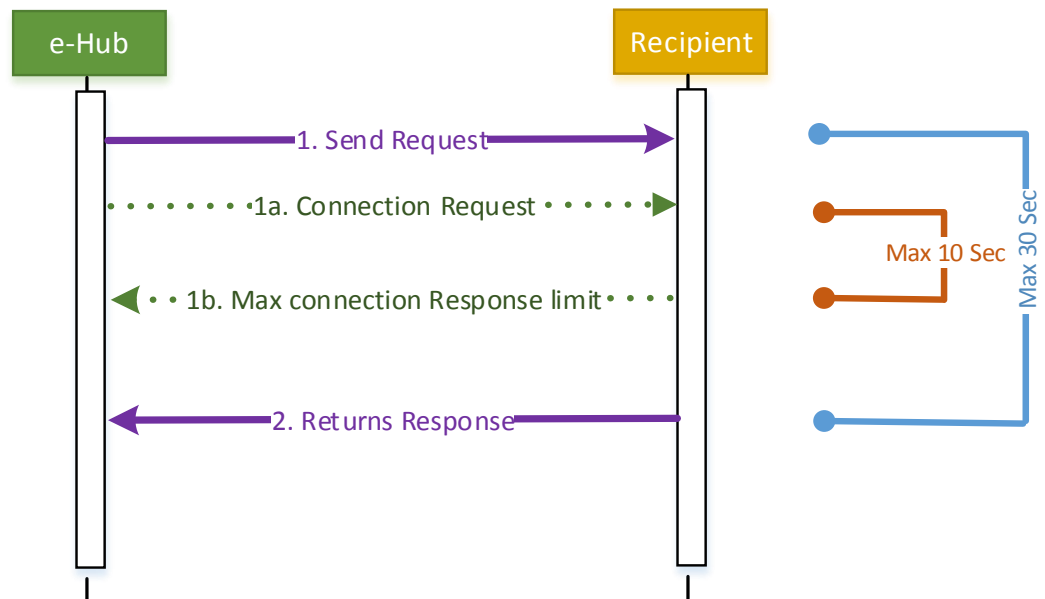 e-Hub
Recipient
1. Send Request
1a. Connection Request
Max 10 Sec
Max 30 Sec
1b. Max connection Response limit
2. Returns Response